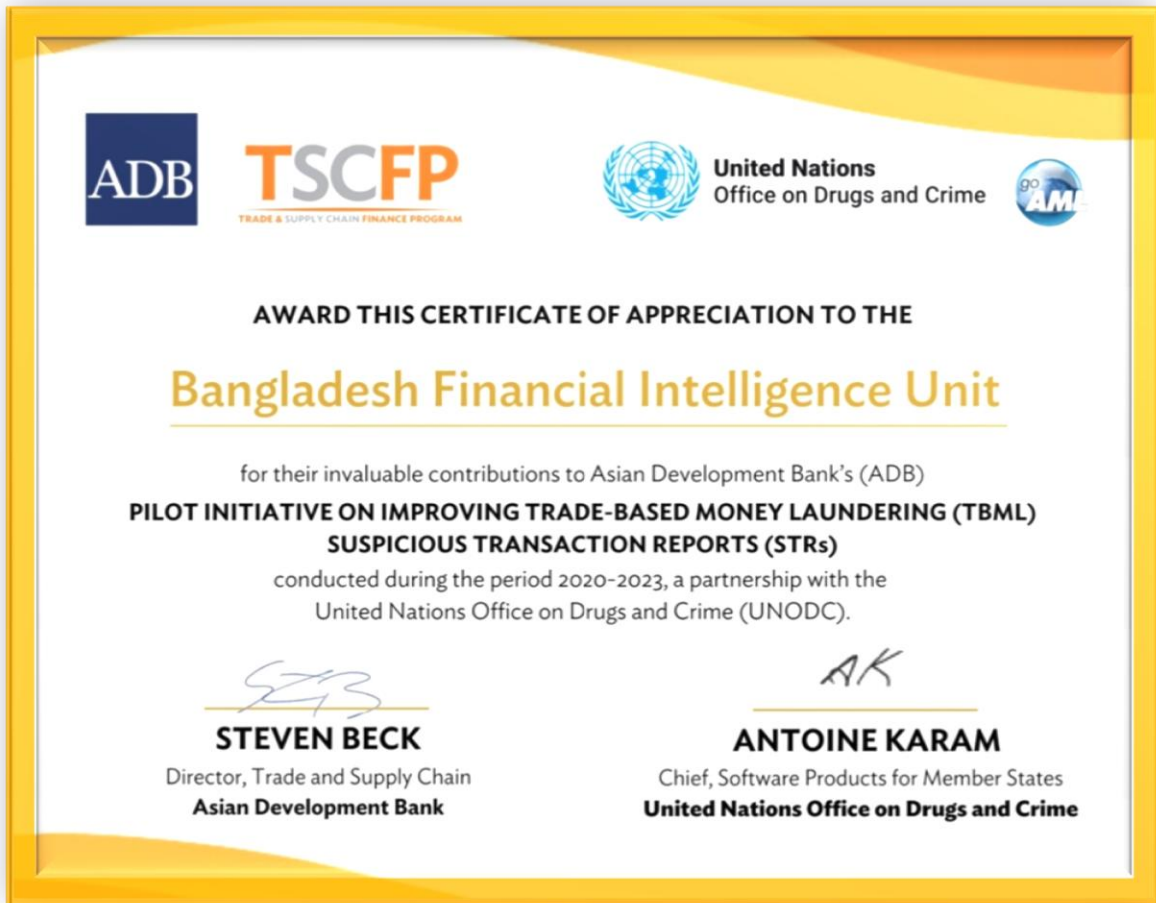 ADB
TSCFP
TRADE & SUPPLY CHAIN FINANCE PROGRAM
United Nations
Office on Drugs and Crime
go
AML
AWARD THIS CERTIFICATE OF APPRECIATION TO THE
Bangladesh Financial Intelligence Unit
for their invaluable contributions to Asian Development Bank's (ADB)
PILOT INITIATIVE ON IMPROVING TRADE-BASED MONEY LAUNDERING (TBML)
SUSPICIOUS TRANSACTION REPORTS (STRs)
conducted during the period 2020-2023, a partnership with the
United Nations Office on Drugs and Crime (UNODC).
AK
STEVEN BECK
Director, Trade and Supply Chain
Asian Development Bank
ANTOINE KARAM
Chief, Software Products for Member States
United Nations Office on Drugs and Crime